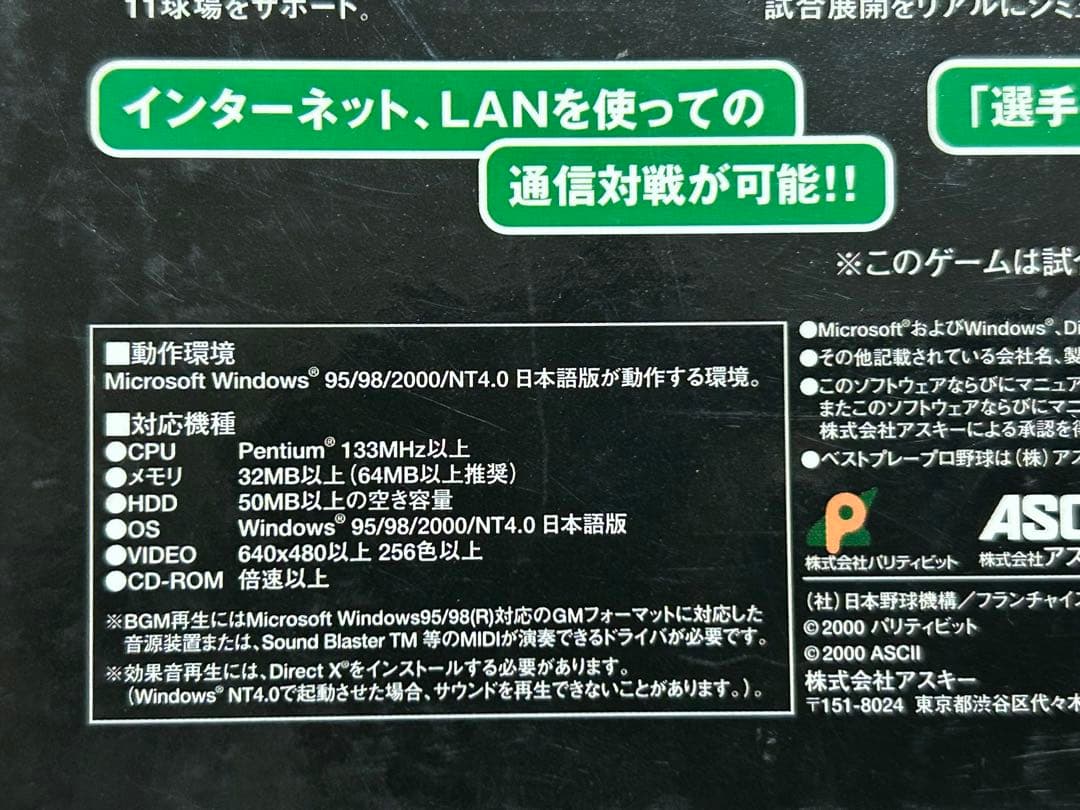 11球場をサポート。
試合展開をリアルにシミュ
インターネット、LANを使っての
通信対戦が可能!!
「選手
※このゲームは試合
■動作環境
Microsoft Windows® 95/98/2000/NT4.0 日本語版が動作する環境。
■対応機種
●CPU Pentium® 133MHz以上
●メモリ 32MB以上(64MB以上推奨)
●HDD 50MB以上の空き容量
●OS Windows® 95/98/2000/NT4.0 日本語版
●VIDEO 640x480以上 256色以上
●CD-ROM 倍速以上
※BGM再生にはMicrosoft Windows95/98(R)対応のGMフォーマットに対応した
音源装置または、Sound Blaster TM 等のMIDIが演奏できるドライバが必要です。
※効果音再生には、Direct X®をインストールする必要があります。
(Windows® NT4.0で起動させた場合、サウンドを再生できないことがあります。)。
●Microsoft®およびWindows®、Di
●その他記載されている会社名、製
●このソフトウェアならびにマニュア
またこのソフトウェアならびにマニ
株式会社アスキーによる承認を得
●ベストプレープロ野球は(株)アス
P
株式会社パリティビット
ASC
株式会社アス
(社)日本野球機構/フランチャイズ
©2000 パリティビット
©2000 ASCII
株式会社アスキー
〒151-8024 東京都渋谷区代々木